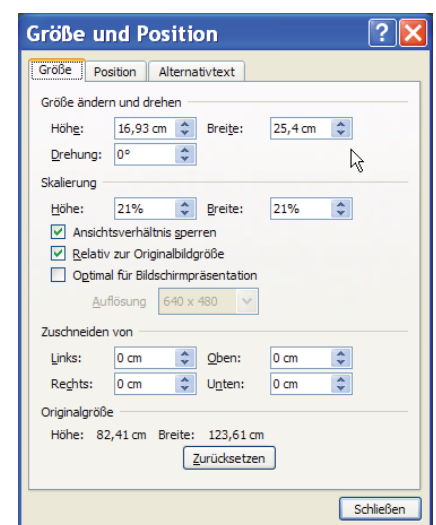 Größe und Position
Größe Position Alternativtext
Größe ändern und drehen
Höhe: 16,93 cm Breite: 25,4 cm
Drehung: 0°
Skalierung
Höhe: 21% Breite: 21%
Ansichtsverhältnis sperren
Relativ zur Originalbildgröße
Optimal für Bildschirmpräsentation
Auflösung 640 x 480
Zuschneiden von
Links: 0 cm Oben: 0 cm
Rechts: 0 cm Unten: 0 cm
Originalgröße
Höhe: 82,41 cm Breite: 123,61 cm
Zurücksetzen
Schließen